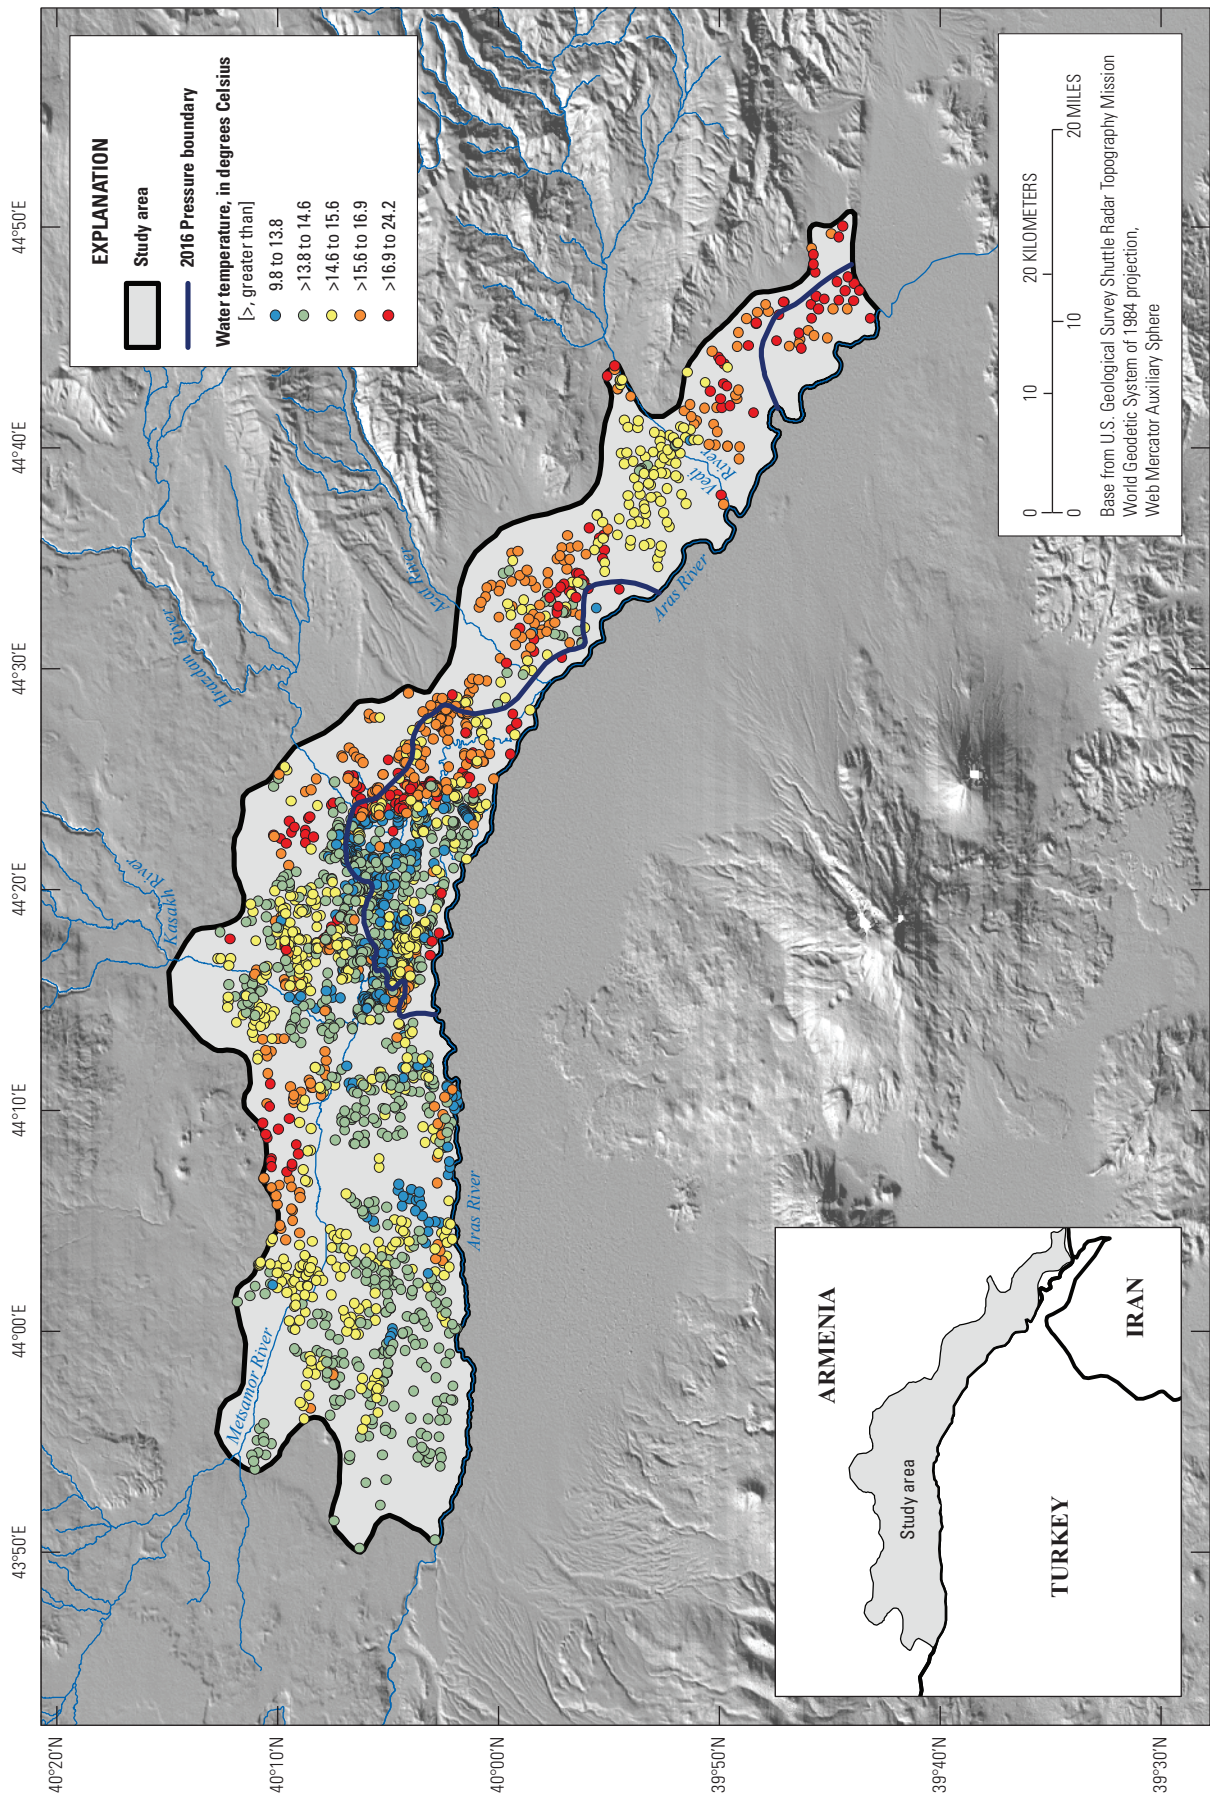 43°50'E
44°00'E
44°10'E
44°20'E
44°30'E
44°40'E
44°50'E
40°20'N
40°10'N
40°00'N
39°50'N
39°40'N
39°30'N
EXPLANATION
Study area
2016 Pressure boundary
Water temperature, in degrees Celsius
[>, greater than]
9.8 to 13.8
>13.8 to 14.6
>14.6 to 15.6
>15.6 to 16.9
>16.9 to 24.2
Metsamor River
Kasakh River
Hrazdan River
Azat River
Vedi
River
Aras River
Aras River
ARMENIA
Study area
TURKEY
IRAN
0 10 20 KILOMETERS
0 10 20 MILES
Base from U.S. Geological Survey Shuttle Radar Topography Mission
World Geodetic System of 1984 projection,
Web Mercator Auxiliary Sphere